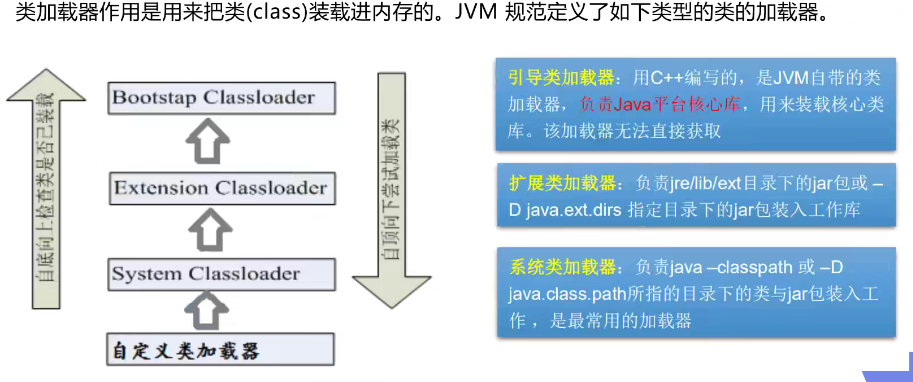 类加载器作用是用来把类(class)装载进内存的。JVM 规范定义了如下类型的类的加载器。
自底向上检查类是否已装载
Bootstap Classloader
Extension Classloader
System Classloader
自定义类加载器
自顶向下尝试加载类
引导类加载器：用C++编写的，是JVM自带的类
加载器，负责Java平台核心库，用来装载核心类
库。该加载器无法直接获取
扩展类加载器：负责jre/lib/ext目录下的jar包或 –
D java.ext.dirs 指定目录下的jar包装入工作库
系统类加载器：负责java –classpath 或 –D
java.class.path所指的目录下的类与jar包装入工
作 ，是最常用的加载器